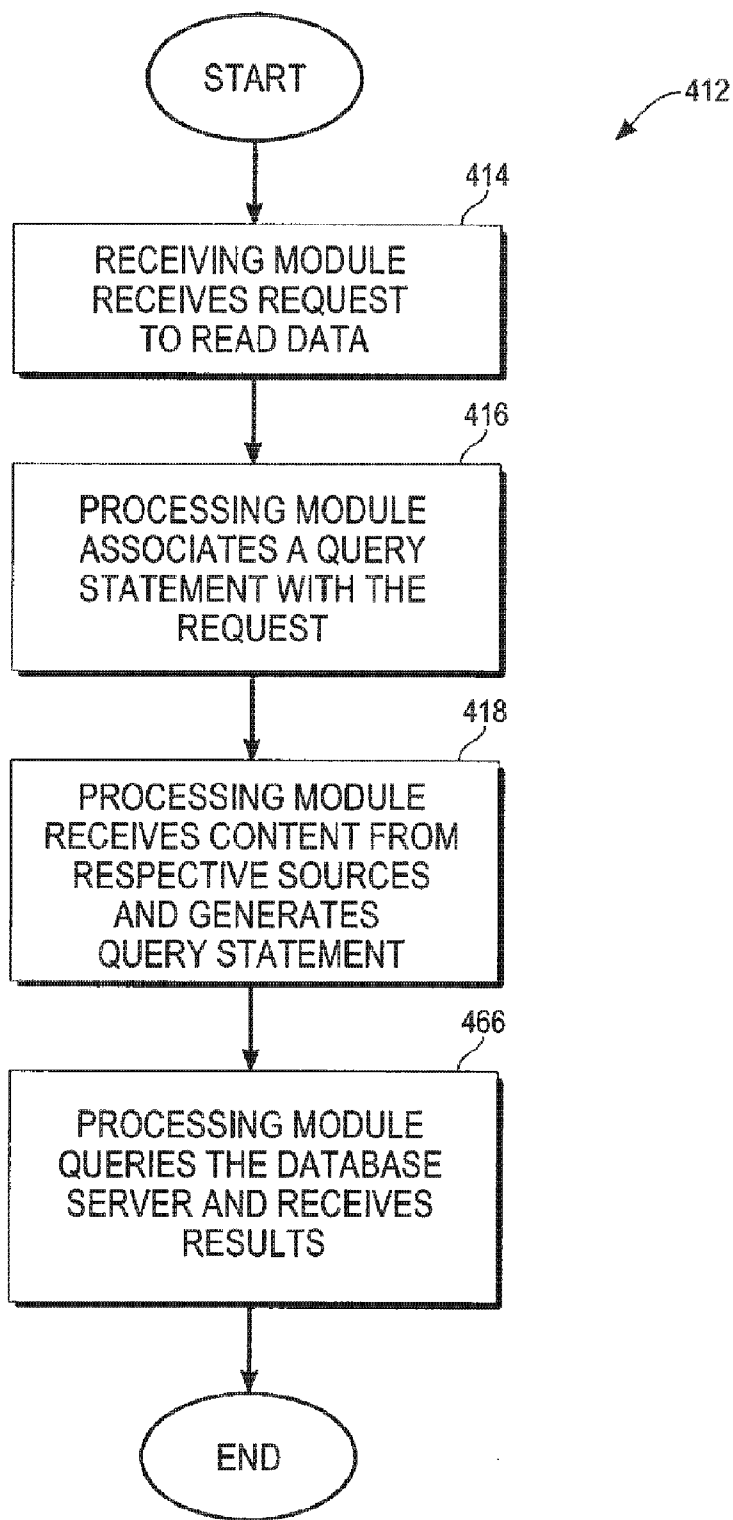 START
412
414
RECEIVING MODULE
RECEIVES REQUEST
TO READ DATA
416
PROCESSING MODULE
ASSOCIATES A QUERY
STATEMENT WITH THE
REQUEST
418
PROCESSING MODULE
RECEIVES CONTENT FROM
RESPECTIVE SOURCES
AND GENERATES
QUERY STATEMENT
466
PROCESSING MODULE
QUERIES THE DATABASE
SERVER AND RECEIVES
RESULTS
END